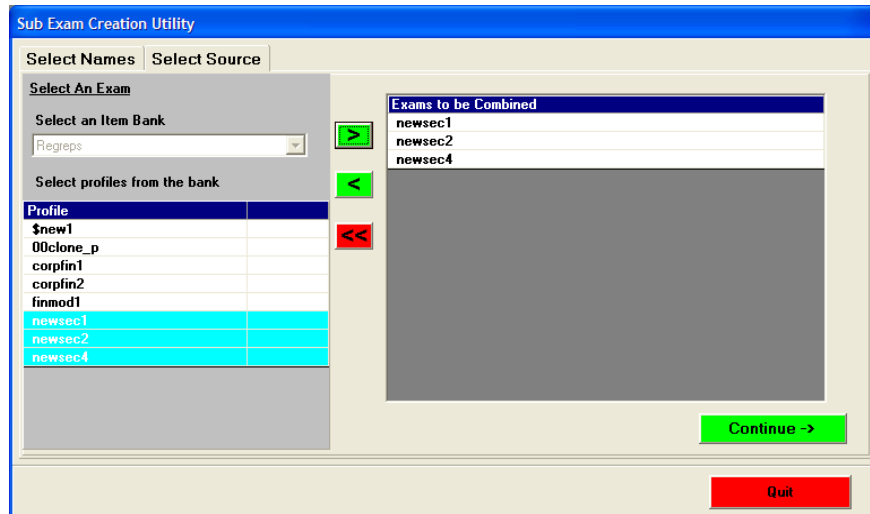 Sub Exam Creation Utility
Select Names Select Source
Select An Exam
Select an Item Bank
Regreps
Select profiles from the bank
Profile
$new1
00clone_p
corpfin1
corpfin2
finmod1
newsec1
newsec2
newsec4
>
<
<<
Exams to be Combined
newsec1
newsec2
newsec4
Continue ->
Quit